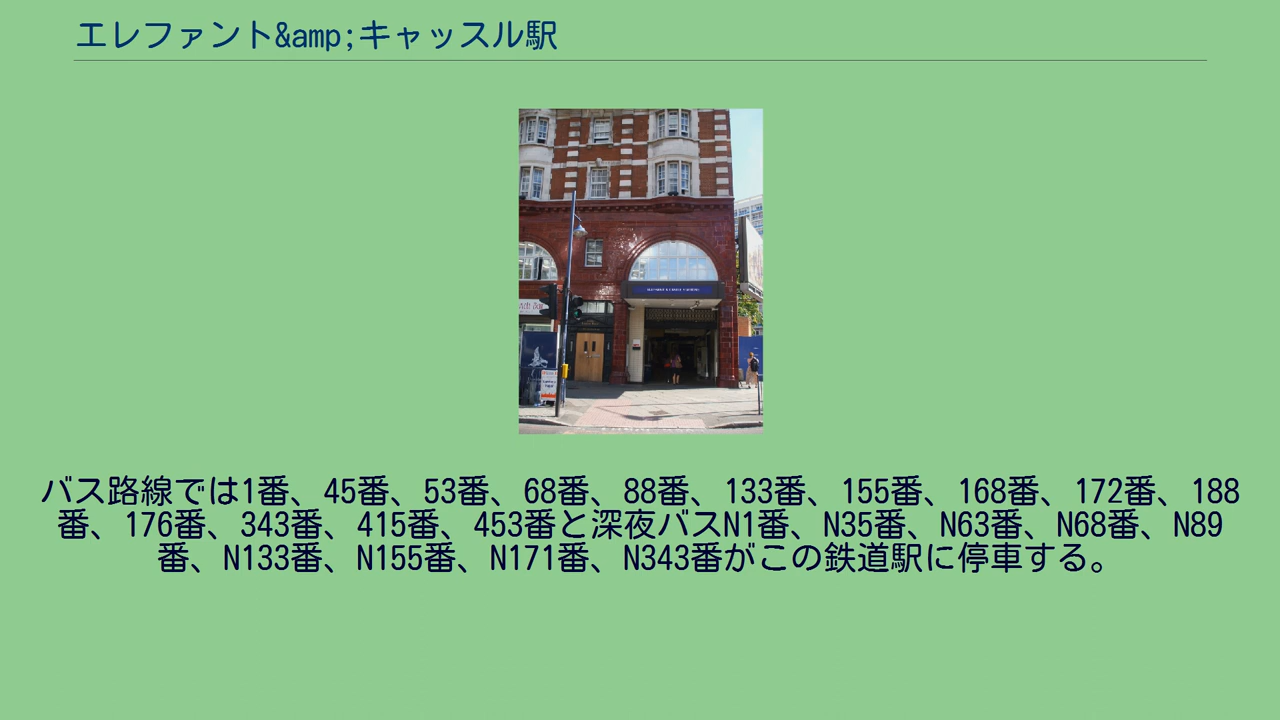 エレファント&amp;キャッスル駅
バス路線では1番、45番、53番、68番、88番、133番、155番、168番、172番、188
番、176番、343番、415番、453番と深夜バスN1番、N35番、N63番、N68番、N89
番、N133番、N155番、N171番、N343番がこの鉄道駅に停車する。